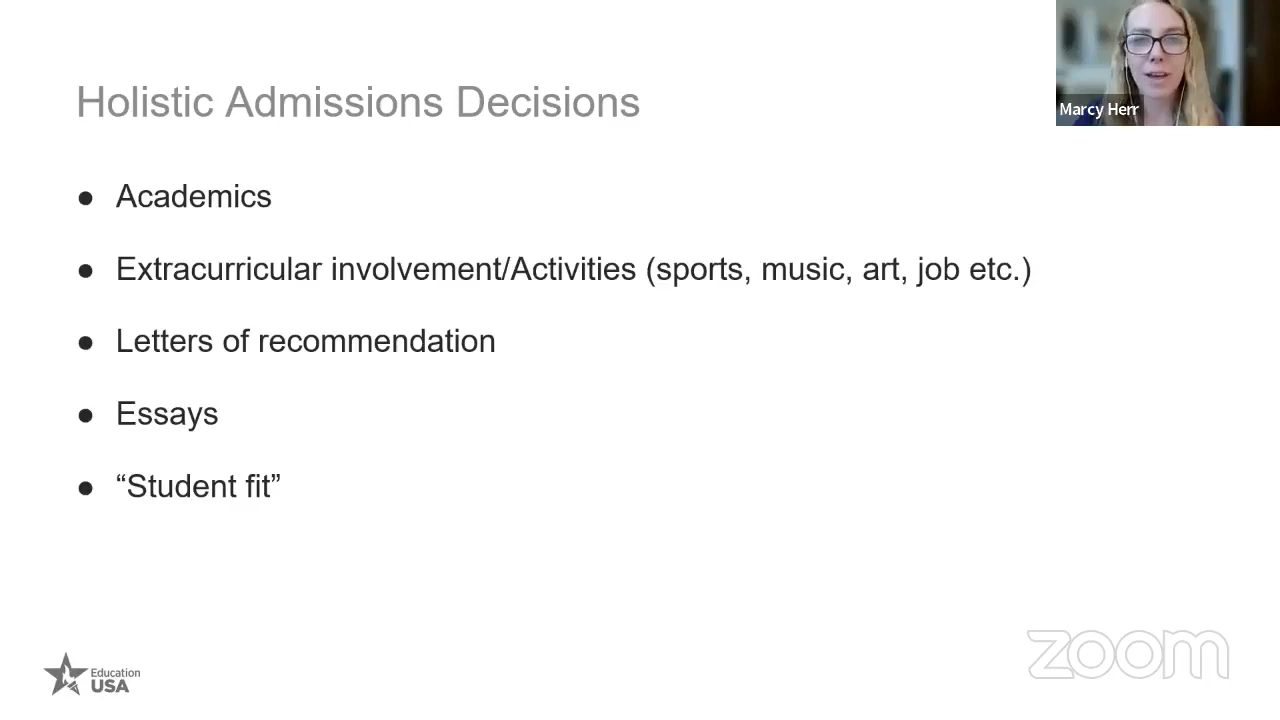 Holistic Admissions Decisions
Marcy Herr
● Academics
● Extracurricular involvement/Activities (sports, music, art, job etc.)
● Letters of recommendation
● Essays
● “Student fit”
Education
USA
zoom